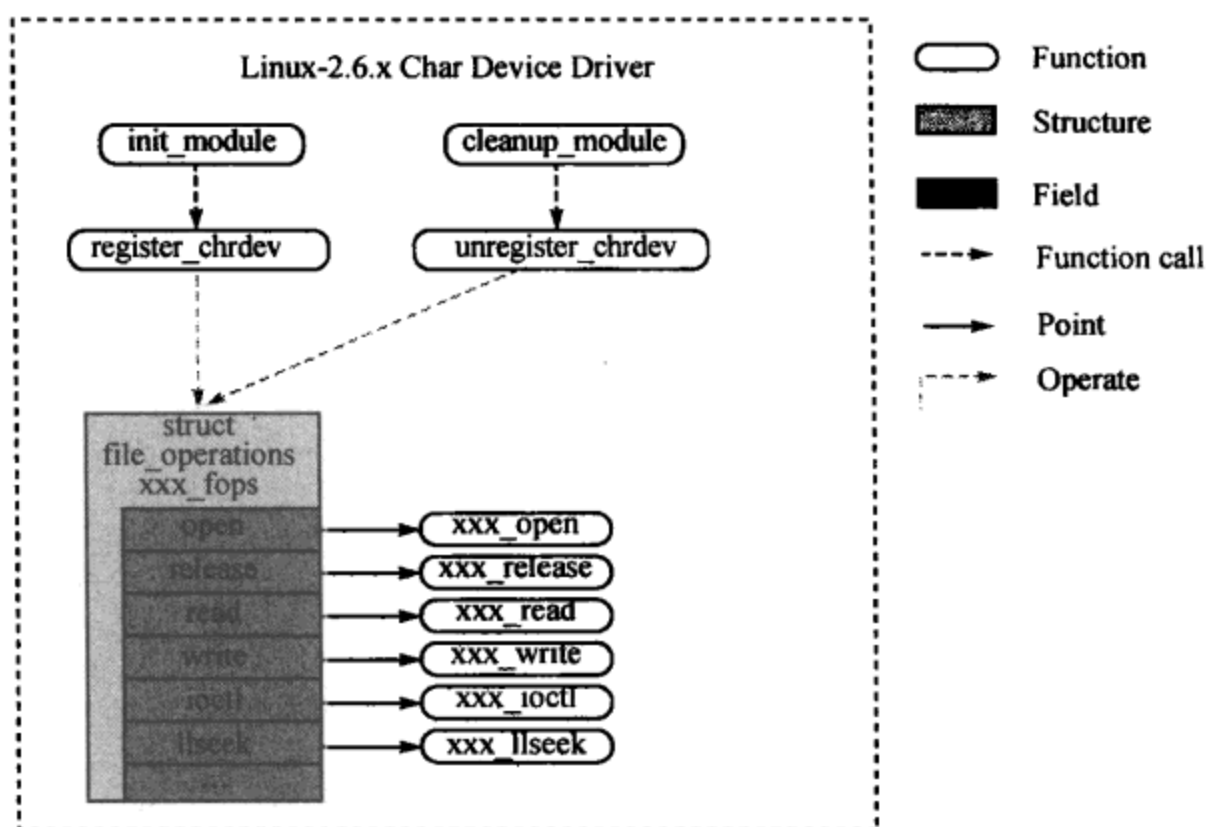 Linux-2.6.x Char Device Driver
init_module
cleanup_module
register_chrdev
unregister_chrdev
struct
file_operations
xxx_fops
open
xxx_open
release
xxx_release
read
xxx_read
write
xxx_write
ioctl
xxx_ioctl
llseek
xxx_llseek
...
Function
Structure
Field
Function call
Point
Operate